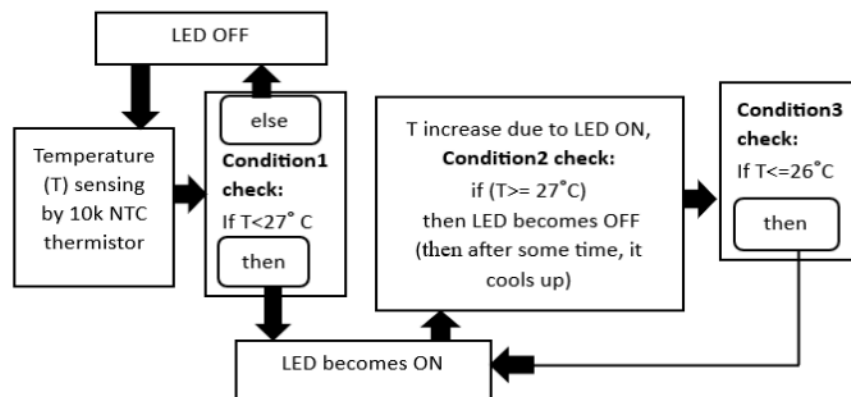 LED OFF
Temperature
(T) sensing
by 10k NTC
thermistor
else
Condition1
check:
If T<27˚ C
then
T increase due to LED ON,
Condition2 check:
if (T>= 27˚C)
then LED becomes OFF
(then after some time, it
cools up)
Condition3
check:
If T<=26˚C
then
LED becomes ON